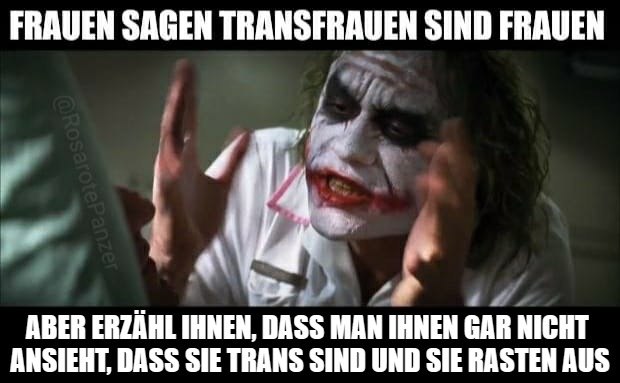 FRAUEN SAGEN TRANSFRAUEN SIND FRAUEN
@RosarotePanzer
ABER ERZÄHL IHNEN, DASS MAN IHNEN GAR NICHT
ANSIEHT, DASS SIE TRANS SIND UND SIE RASTEN AUS